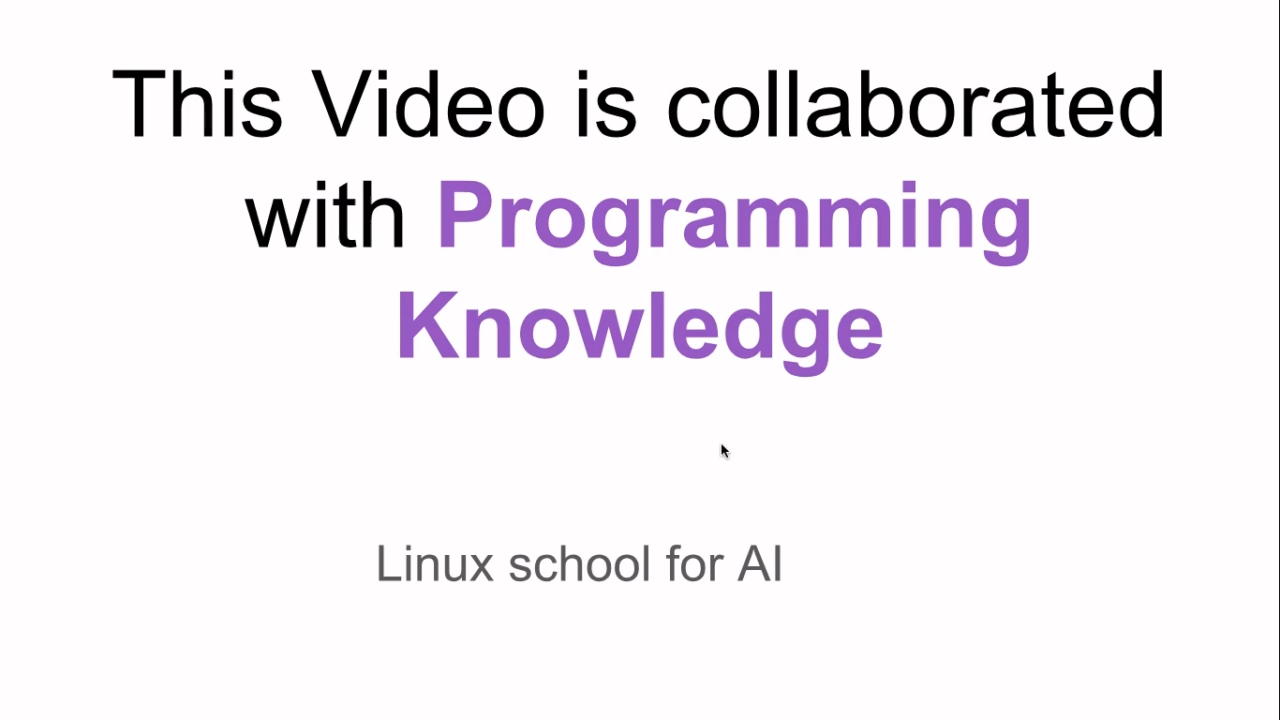 This Video is collaborated
with Programming
Knowledge
Linux school for AI